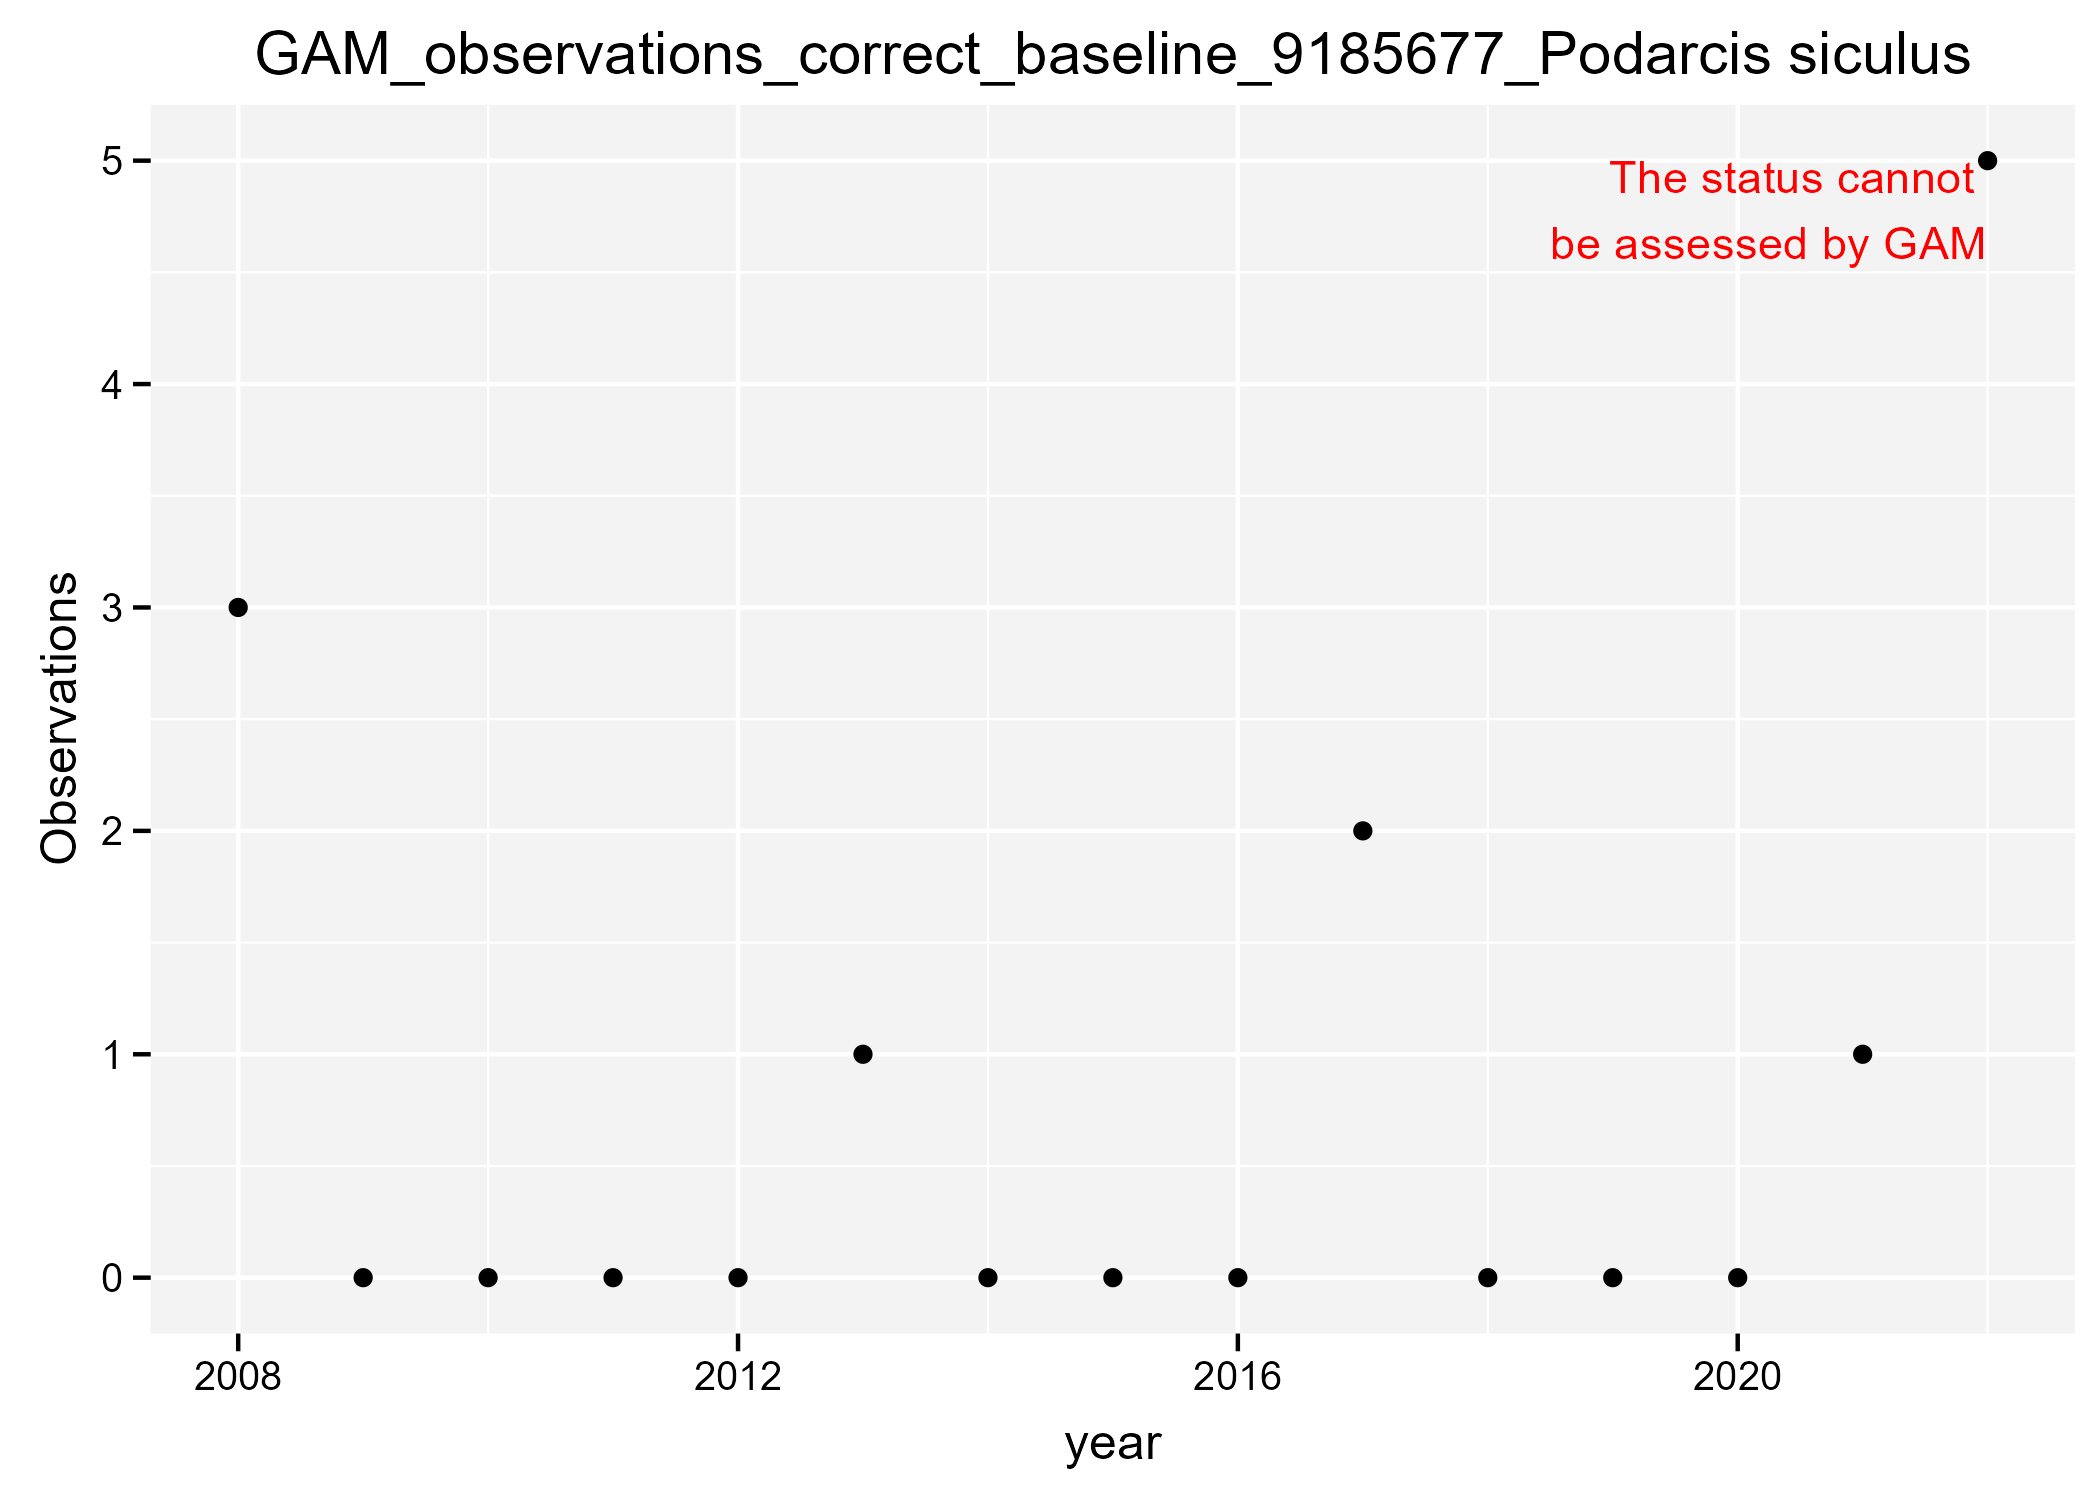 GAM_observations_correct_baseline_9185677_Podarcis siculus
The status cannot
be assessed by GAM
5
4
3
2
1
0
Observations
2008 2012 2016 2020
year